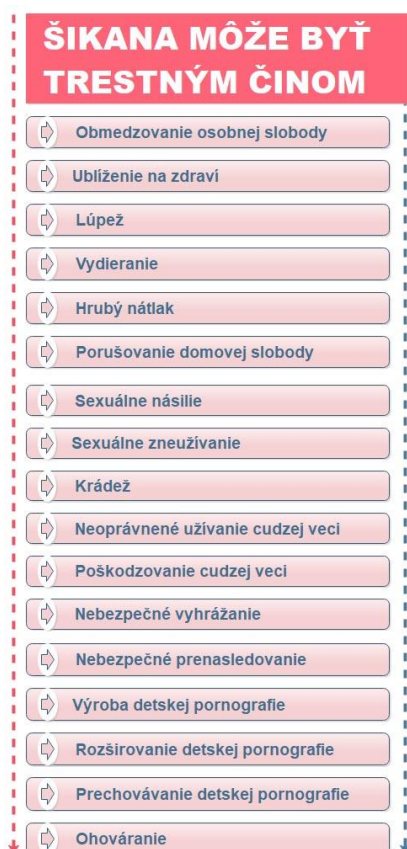 ŠIKANA MÔŽE BYŤ
TRESTNÝM ČINOM
Obmedzovanie osobnej slobody
Ublíženie na zdraví
Lúpež
Vydieranie
Hrubý nátlak
Porušovanie domovej slobody
Sexuálne násilie
Sexuálne zneužívanie
Krádež
Neoprávnené užívanie cudzej veci
Poškodzovanie cudzej veci
Nebezpečné vyhrážanie
Nebezpečné prenasledovanie
Výroba detskej pornografie
Rozširovanie detskej pornografie
Prechovávanie detskej pornografie
Ohováranie